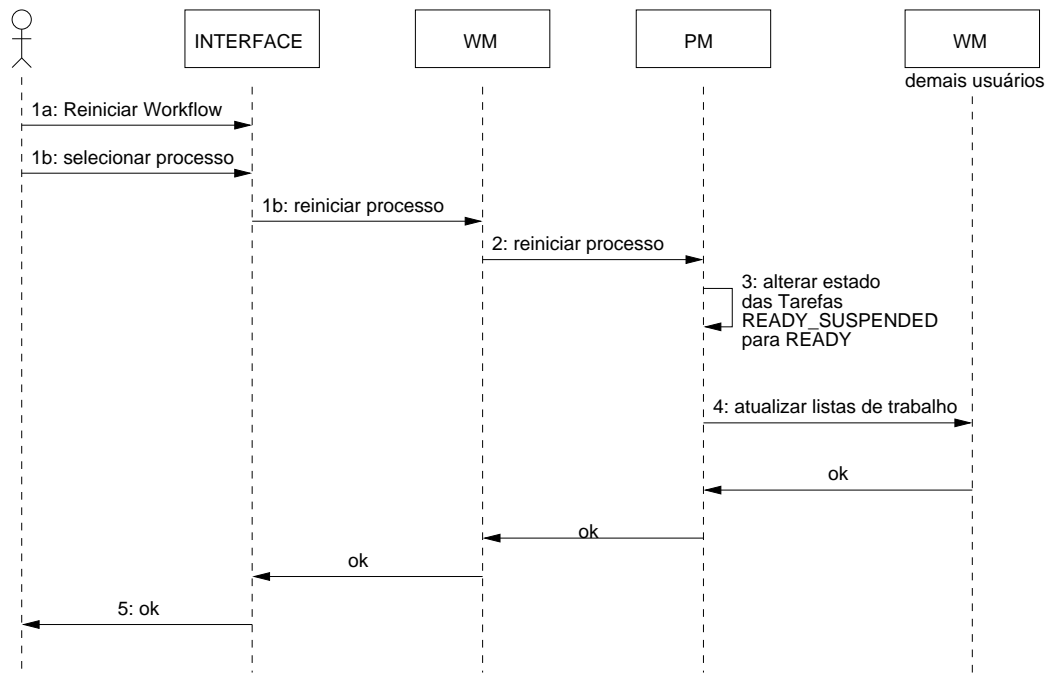 INTERFACE
WM
PM
WM
demais usuários
1a: Reiniciar Workflow
1b: selecionar processo
1b: reiniciar processo
2: reiniciar processo
3: alterar estado
das Tarefas
READY_SUSPENDED
para READY
4: atualizar listas de trabalho
ok
ok
ok
5: ok